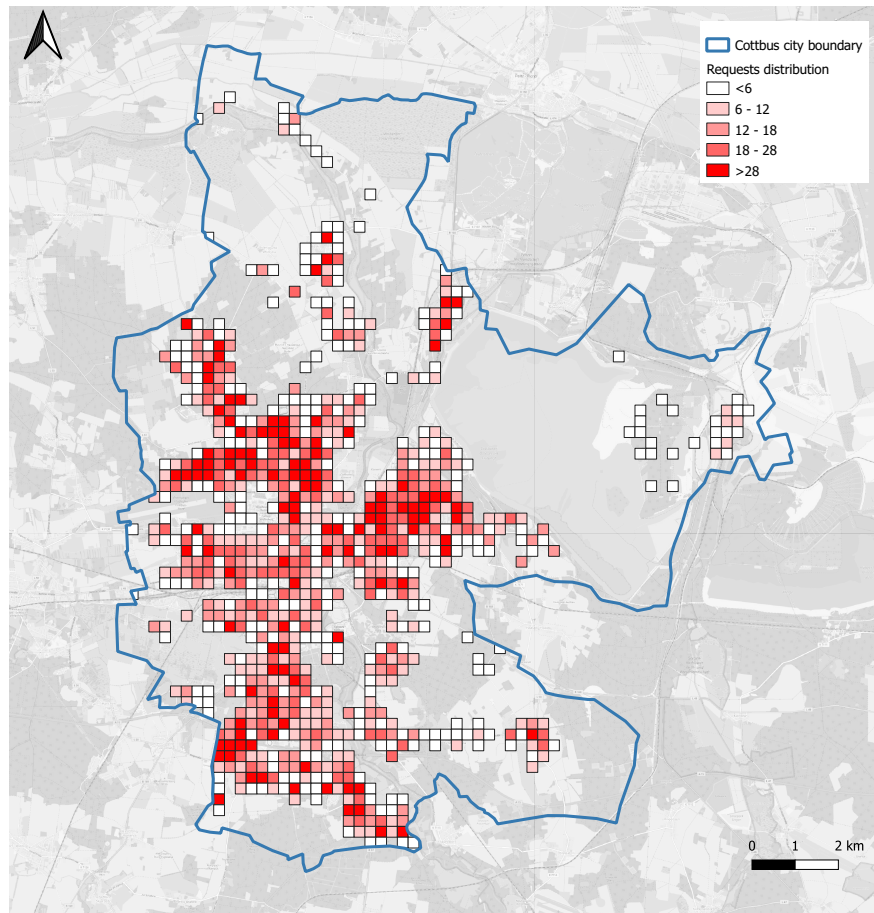 Cottbus city boundary
Requests distribution
<6
6 - 12
12 - 18
18 - 28
>28
0 1 2 km